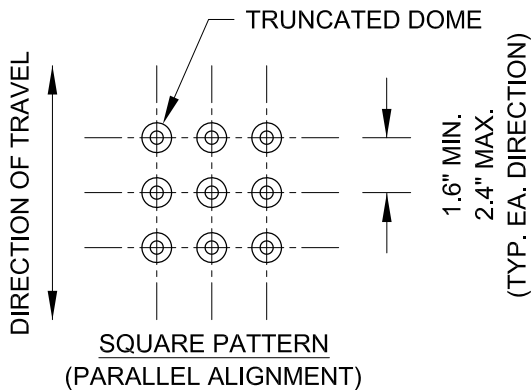 TRUNCATED DOME
DIRECTION OF TRAVEL
1.6" MIN.
2.4" MAX.
(TYP. EA. DIRECTION)
SQUARE PATTERN
(PARALLEL ALIGNMENT)